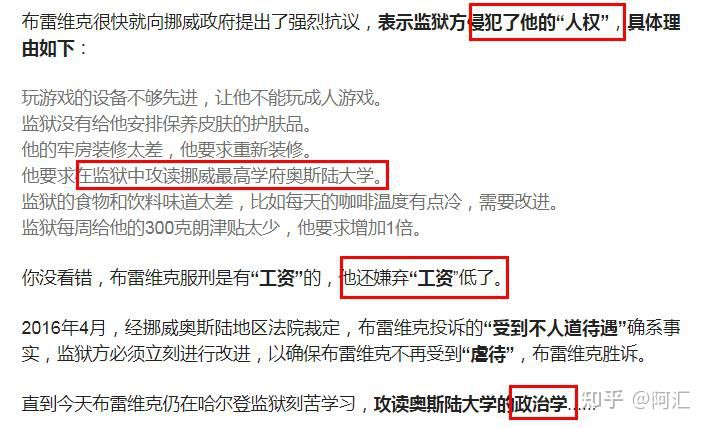 布雷维克很快就向挪威政府提出了强烈抗议，表示监狱方侵犯了他的“人权”，具体理
由如下：
玩游戏的设备不够先进，让他不能玩成人游戏。
监狱没有给他安排保养皮肤的护肤品。
他的牢房装修太差，他要求重新装修。
他要求在监狱中攻读挪威最高学府奥斯陆大学。
监狱的食物和饮料味道太差，比如每天的咖啡温度有点冷，需要改进。
监狱每周给他的300克朗津贴太少，他要求增加1倍。
你没看错，布雷维克服刑是有“工资”的，他还嫌弃“工资”低了。
2016年4月，经挪威奥斯陆地区法院裁定，布雷维克投诉的“受到不人道待遇”确系事
实，监狱方必须立刻进行改进，以确保布雷维克不再受到“虐待”，布雷维克胜诉。
直到今天布雷维克仍在哈尔登监狱刻苦学习，攻读奥斯陆大学的政治学……
知乎 @阿汇